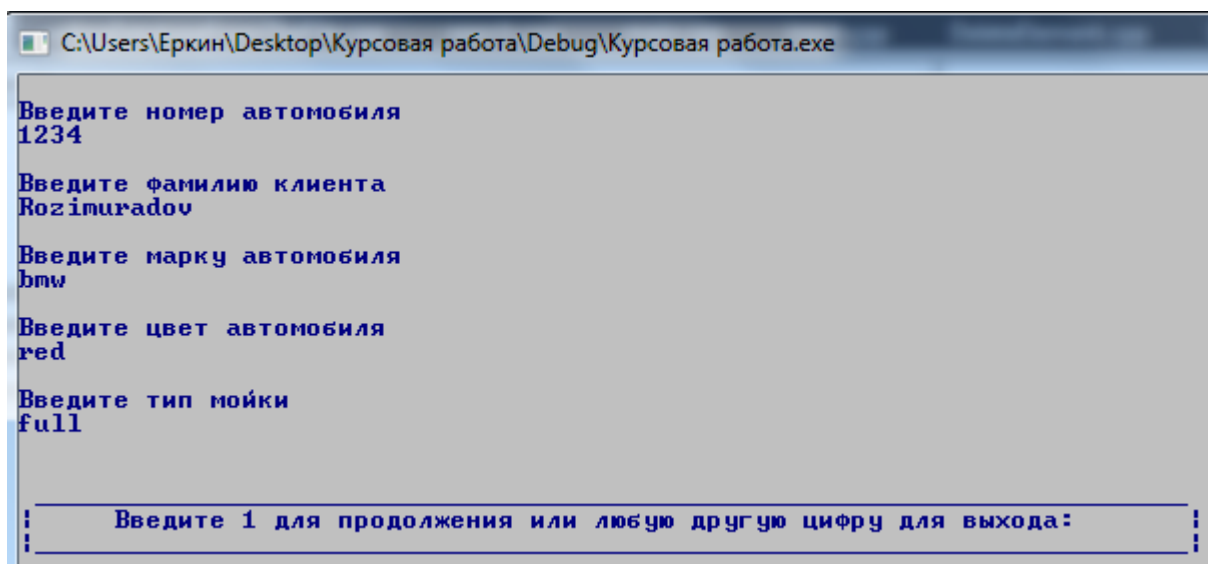 C:\Users\Еркин\Desktop\Курсовая работа\Debug\Курсовая работа.exe
Введите номер автомобиля
1234
Введите фамилию клиента
Rozimuradov
Введите марку автомобиля
bmw
Введите цвет автомобиля
red
Введите тип мойки
full
Введите 1 для продолжения или любую другую цифру для выхода: